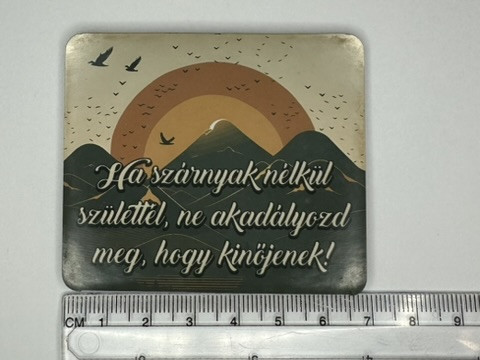 Ha szárnyak nélkül
születtél, ne akadályozd
meg, hogy kinőjenek!
CM 1 2 3 4 5 6 7 8 9